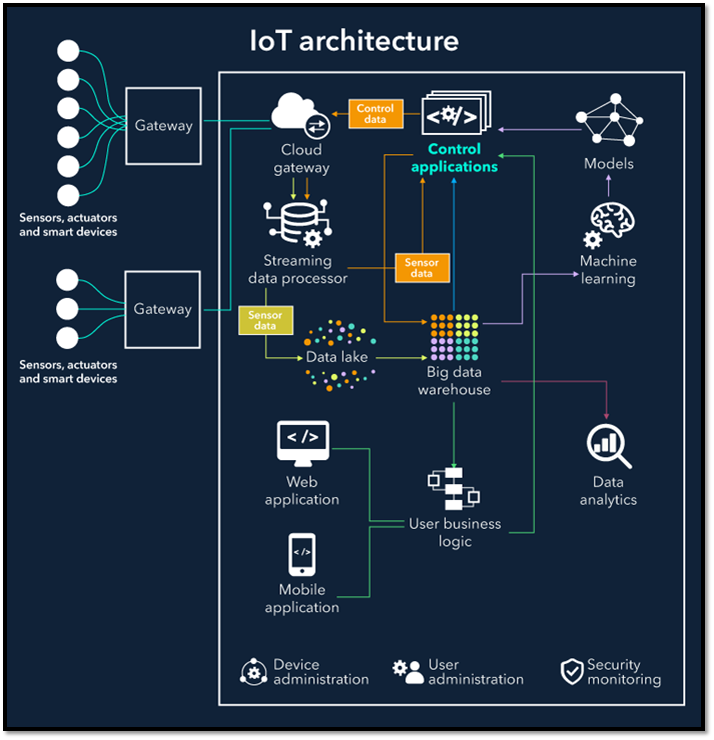 IoT architecture
Gateway
Sensors, actuators
and smart devices
Gateway
Sensors, actuators
and smart devices
Cloud
gateway
Control
data
</>
Control
applications
Models
Streaming
data processor
Sensor
data
Machine
learning
Sensor
data
Data lake
Big data
warehouse
</>
Web
application
User business
logic
Data
analytics
</>
Mobile
application
Device
administration
User
administration
Security
monitoring